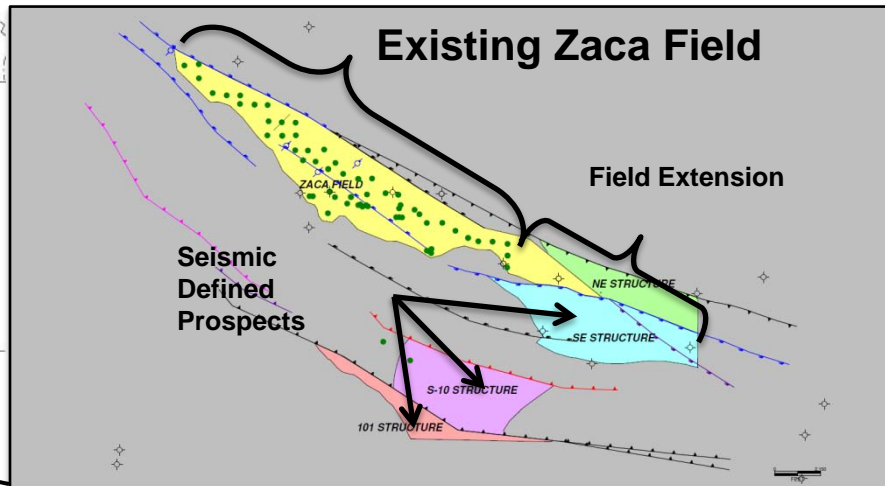 Existing Zaca Field
Field Extension
ZACA FIELD
Seismic
Defined
Prospects
NE STRUCTURE
SE STRUCTURE
S-10 STRUCTURE
101 STRUCTURE